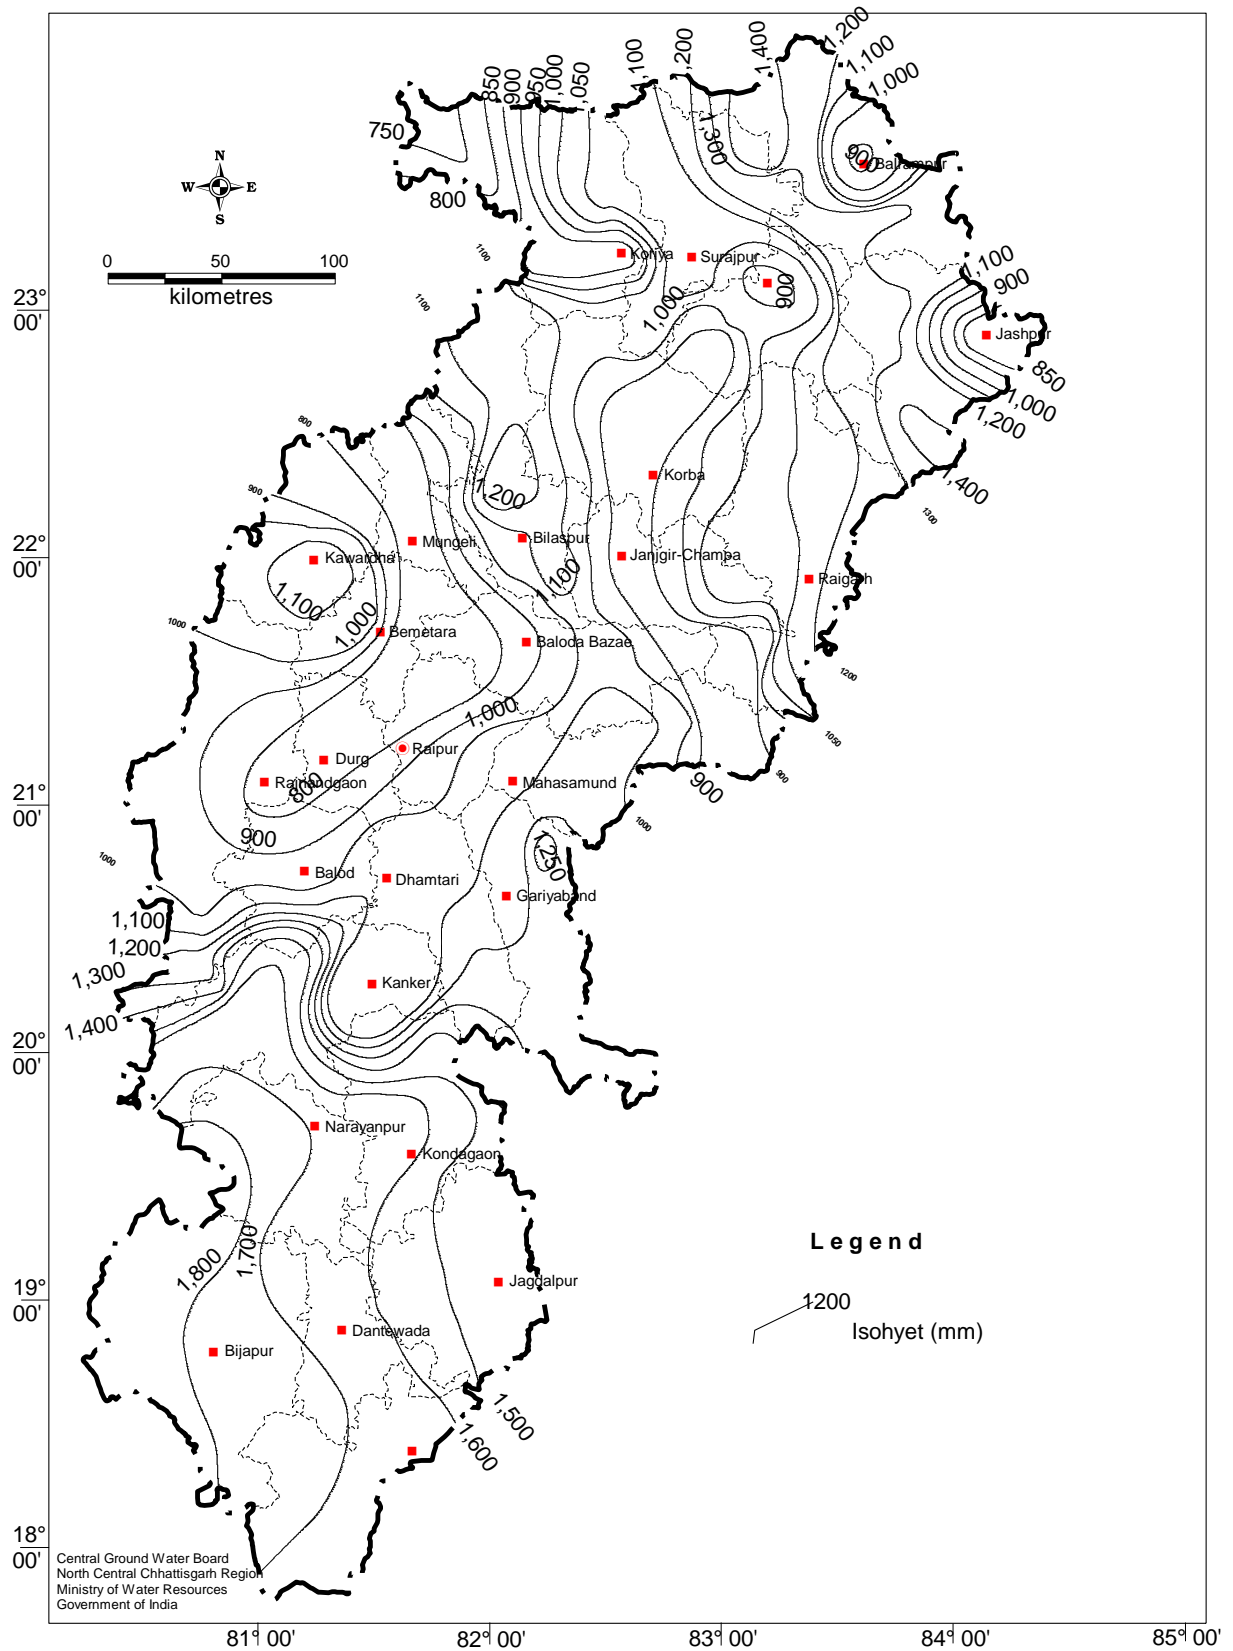 850
900
950
1,000
1,050
1,100
1,200
1,400
1,200
1,100
1,000
750
1,300
900
Balrampur
N
W E
S
800
0 50 100
kilometres
1100
Koriya
Surajpur
1,100
900
1100
900
1,000
23°
00'
Jashpur
850
1,000
1,200
800
1,400
Korba
900
1,200
1300
Mungeli
Bilaspur
22°
00'
Kawardha
Janjgir-Champa
1,100
Raigarh
1,100
1000
1,000
Bemetara
Baloda Bazae
1200
1,000
1050
Raipur
Durg
Rajnandgaon
800
Mahasamund
900
900
21°
00'
1000
900
1,250
1000
Balod
Dhamtari
Gariyaband
1,100
1,200
1,300
Kanker
1,400
20°
00'
Narayanpur
Kondagaon
1,800
1,700
Legend
Jagdalpur
19°
00'
1200
Isohyet (mm)
Dantewada
Bijapur
1,500
1,600
18°
00'
Central Ground Water Board
North Central Chhattisgarh Region
Ministry of Water Resources
Government of India
81° 00' 82° 00' 83° 00' 84° 00' 85° 00'